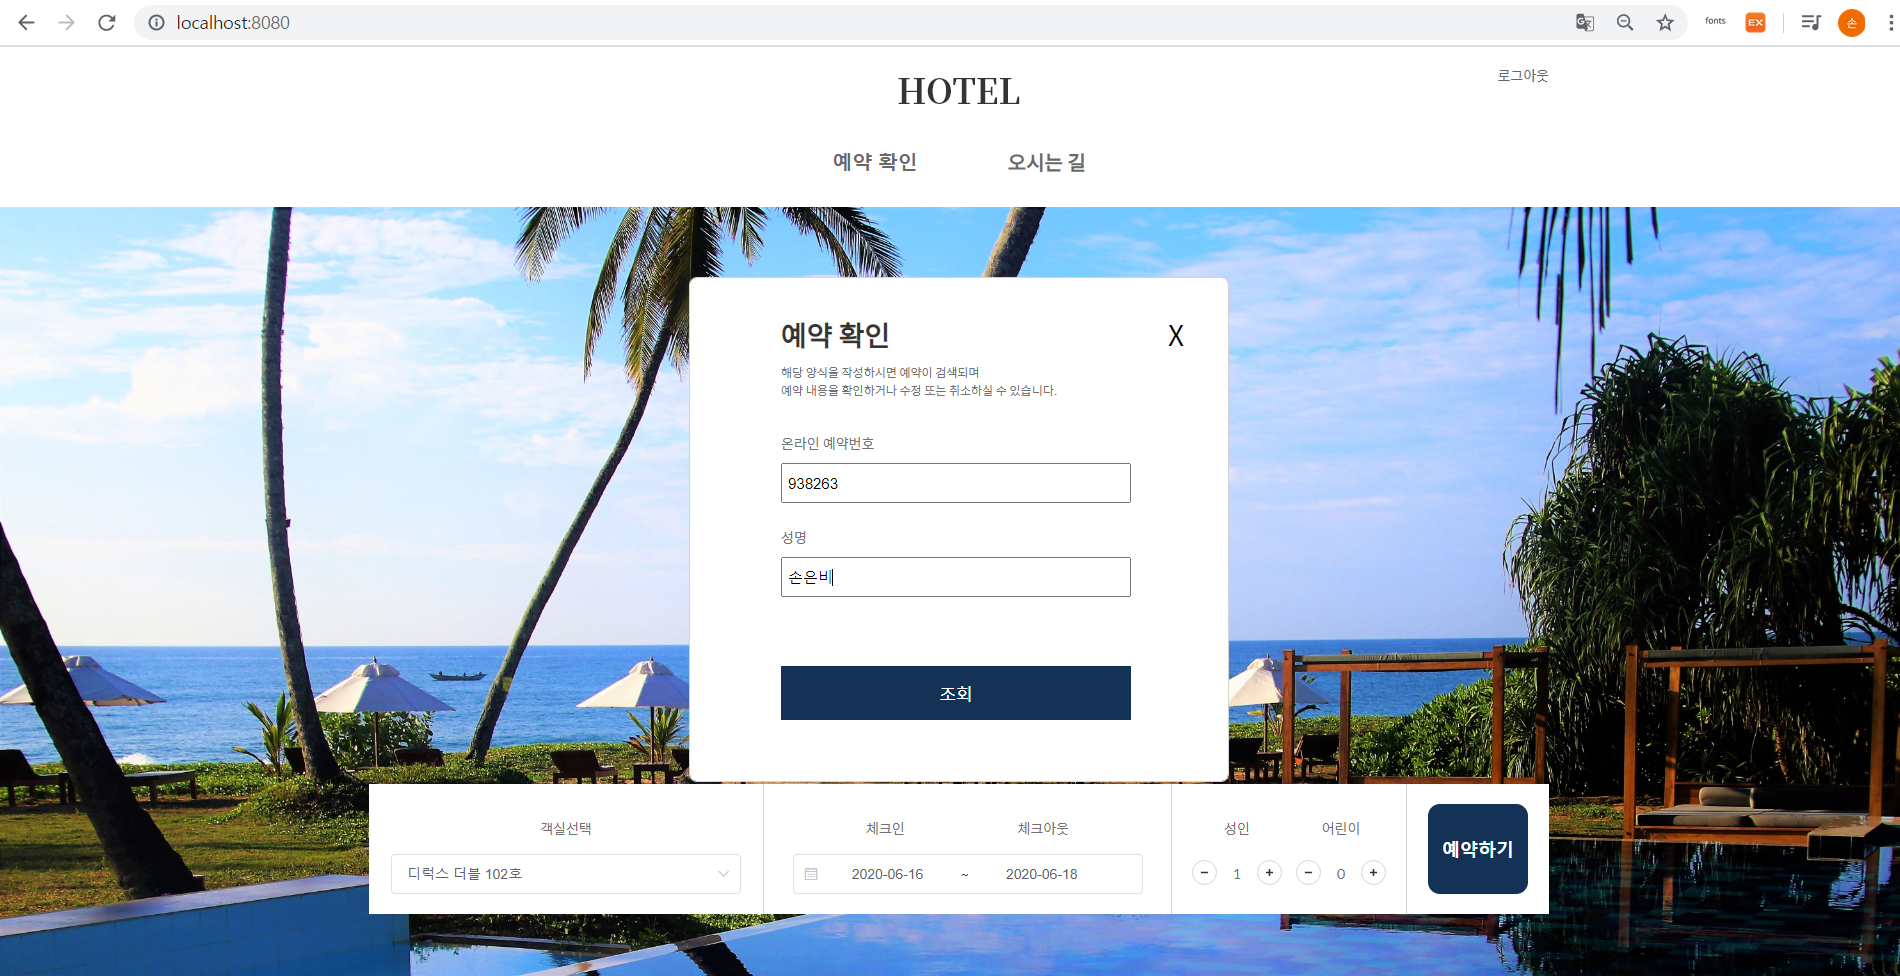 localhost:8080
fonts
EX
손
HOTEL
로그아웃
예약 확인
오시는 길
예약 확인
X
해당 양식을 작성하시면 예약이 검색되며
예약 내용을 확인하거나 수정 또는 취소하실 수 있습니다.
온라인 예약번호
938263
성명
손은비
조회
객실선택
체크인
체크아웃
성인
어린이
예약하기
디럭스 더블 102호
2020-06-16 ~ 2020-06-18
- 1 +
- 0 +